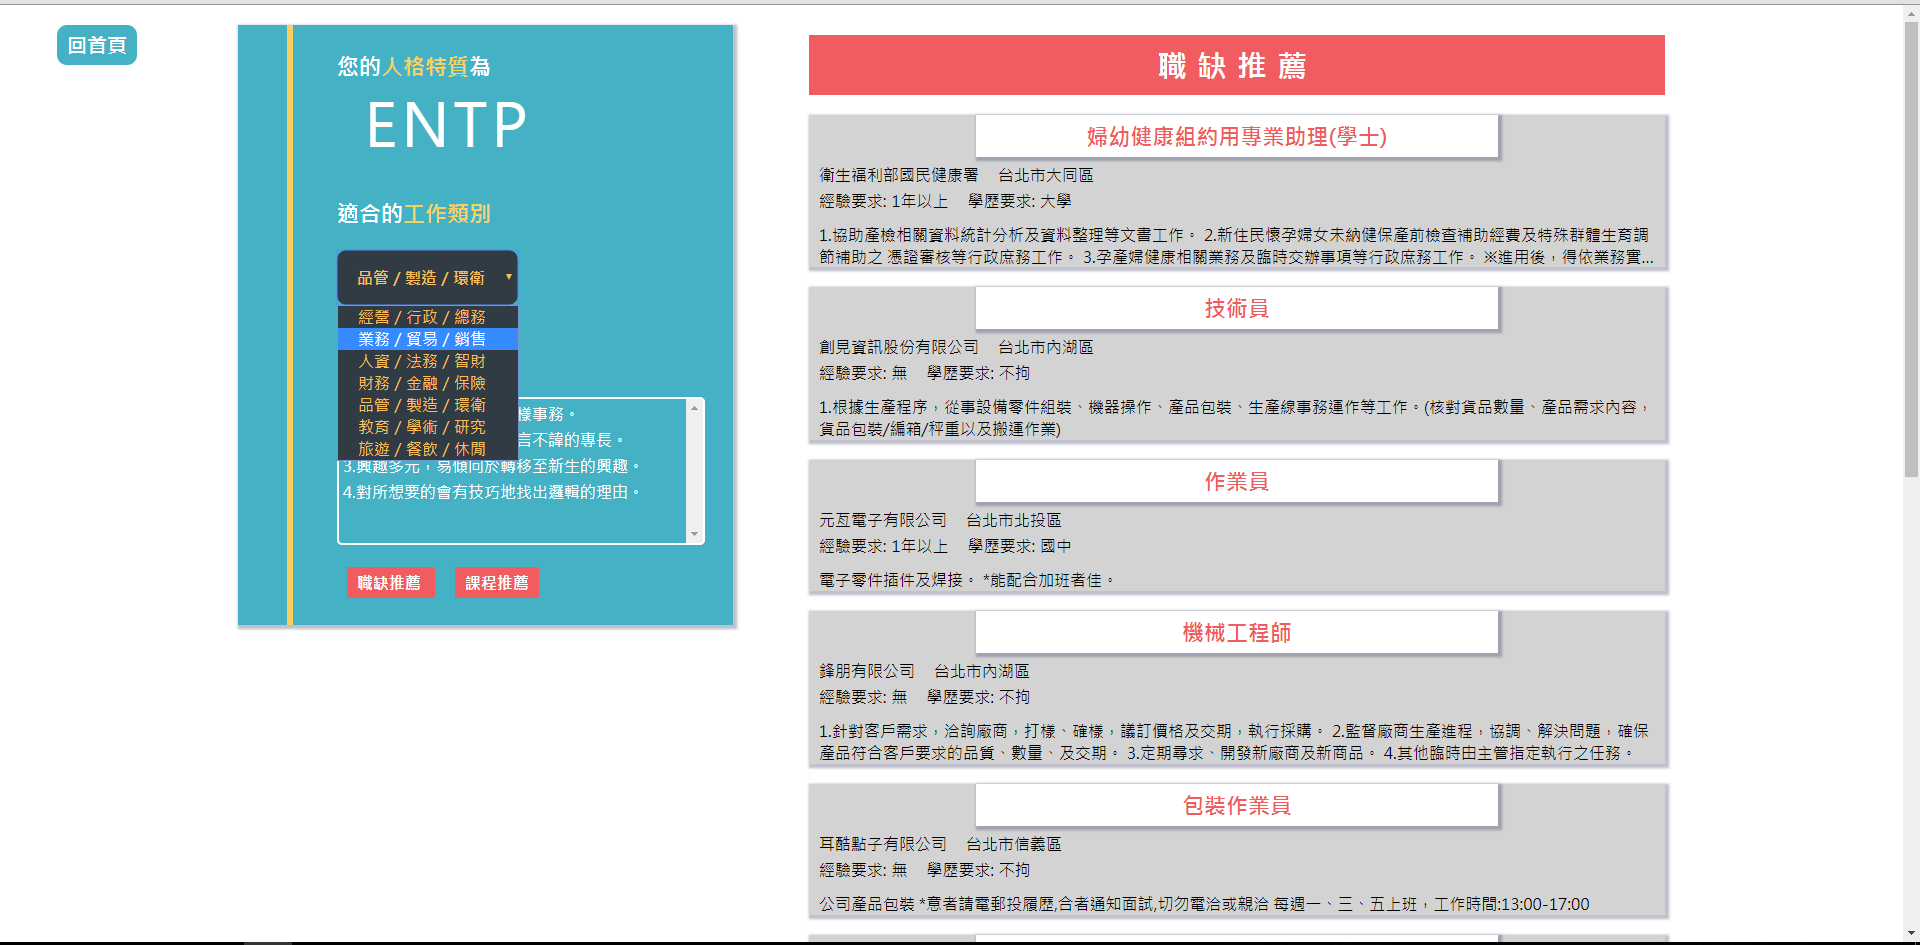 回首頁
您的人格特質為
ENTP
適合的工作類別
品管 / 製造 / 環衛
經營 / 行政 / 總務
業務 / 貿易 / 銷售
人資 / 法務 / 智財
財務 / 金融 / 保險
品管 / 製造 / 環衛
教育 / 學術 / 研究
旅遊 / 餐飲 / 休閒
樣事務。
言不諱的專長。
3.興趣多元，易傾向於轉移至新生的興趣。
4.對所想要的會有技巧地找出邏輯的理由。
職缺推薦
課程推薦
職缺推薦
婦幼健康組約用專業助理(學士)
衛生福利部國民健康署 台北市大同區
經驗要求: 1年以上 學歷要求: 大學
1.協助產檢相關資料統計分析及資料整理等文書工作。 2.新住民懷孕婦女未納健保產前檢查補助經費及特殊群體生育調
節補助之 憑證審核等行政庶務工作。 3.孕產婦健康相關業務及臨時交辦事項等行政庶務工作。 ※進用後，得依業務實...
技術員
創見資訊股份有限公司 台北市內湖區
經驗要求: 無 學歷要求: 不拘
1.根據生產程序，從事設備零件組裝、機器操作、產品包裝、生產線事務運作等工作。(核對貨品數量、產品需求內容，
貨品包裝/編箱/秤重以及搬運作業)
作業員
元亙電子有限公司 台北市北投區
經驗要求: 1年以上 學歷要求: 國中
電子零件插件及焊接。 *能配合加班者佳。
機械工程師
鋒朋有限公司 台北市內湖區
經驗要求: 無 學歷要求: 不拘
1.針對客戶需求，洽詢廠商，打樣、確樣，議訂價格及交期，執行採購。 2.監督廠商生產進程，協調、解決問題，確保
產品符合客戶要求的品質、數量、及交期。 3.定期尋求、開發新廠商及新商品。 4.其他臨時由主管指定執行之任務。
包裝作業員
耳酷點子有限公司 台北市信義區
經驗要求: 無 學歷要求: 不拘
公司產品包裝 *意者請電郵投履歷,合者通知面試,切勿電洽或親洽 每週一、三、五上班，工作時間:13:00-17:00